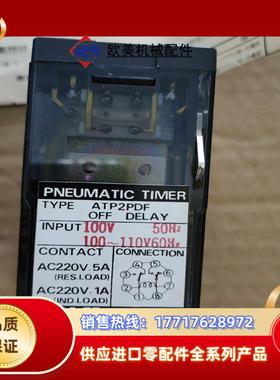 欧美机械配件
PNEUMATIC TIMER
TYPE ATP2PDF
OFF DELAY
INPUT 100V 50Hz
100~110V60Hz
CONTACT CONNECTION
AC220V.5A
(RES.LOAD)
AC220V.1A
(IND.LOAD)
品质
销售热线: 17717628972
供应进口零配件全系列产品